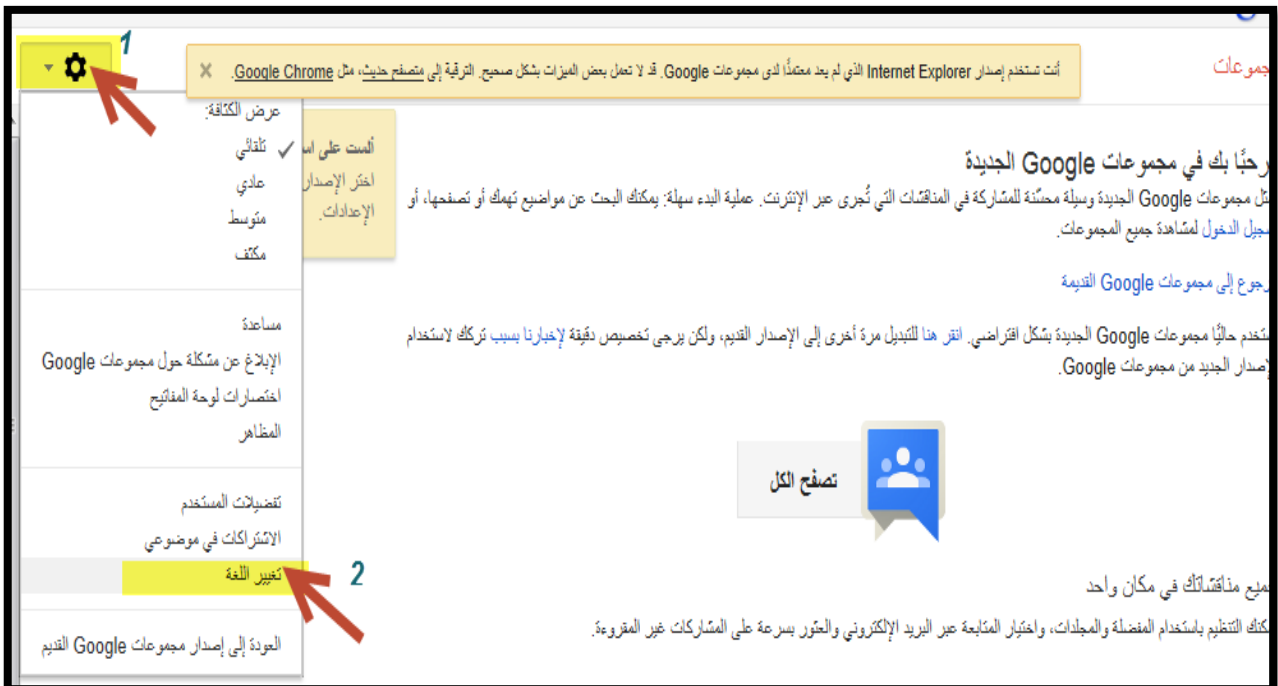 1
أنت تستخدم إصدار Internet Explorer الذي لم يعد معتمدًا لدى مجموعات Google. قد لا تعمل بعض الميزات بشكل صحيح. الترقية إلى متصفح حديث، مثل Google Chrome.
جموعات
عرض الكثافة:
تلقائي
عادي
متوسط
مكثف
مساعدة
الإبلاغ عن مشكلة حول مجموعات Google
اختصارات لوحة المفاتيح
المظاهر
تفضيلات المستخدم
الاشتراكات في موضوعي
تغيير اللغة
2
العودة إلى إصدار مجموعات Google القديم
ألست على اس
اختر الإصدار
الإعدادات.
رحبًا بك في مجموعات Google الجديدة
ثل مجموعات Google الجديدة وسيلة محسّنة للمشاركة في المناقشات التي تُجرى عبر الإنترنت. عملية البدء سهلة: يمكنك البحث عن مواضيع تهمك أو تصفحها، أو
سجيل الدخول لمشاهدة جميع المجموعات.
رجوع إلى مجموعات Google القديمة
ستخدم حاليًا مجموعات Google الجديدة بشكل افتراضي. انقر هنا للتبديل مرة أخرى إلى الإصدار القديم، ولكن يرجى تخصيص دقيقة لإخبارنا بسبب تركك لاستخدام
إصدار الجديد من مجموعات Google.
تصفح الكل
ميع مناقشاتك في مكان واحد
كنك التنظيم باستخدام المفضلة والمجلدات، واختيار المتابعة عبر البريد الإلكتروني والعثور بسرعة على المشاركات غير المقروءة.